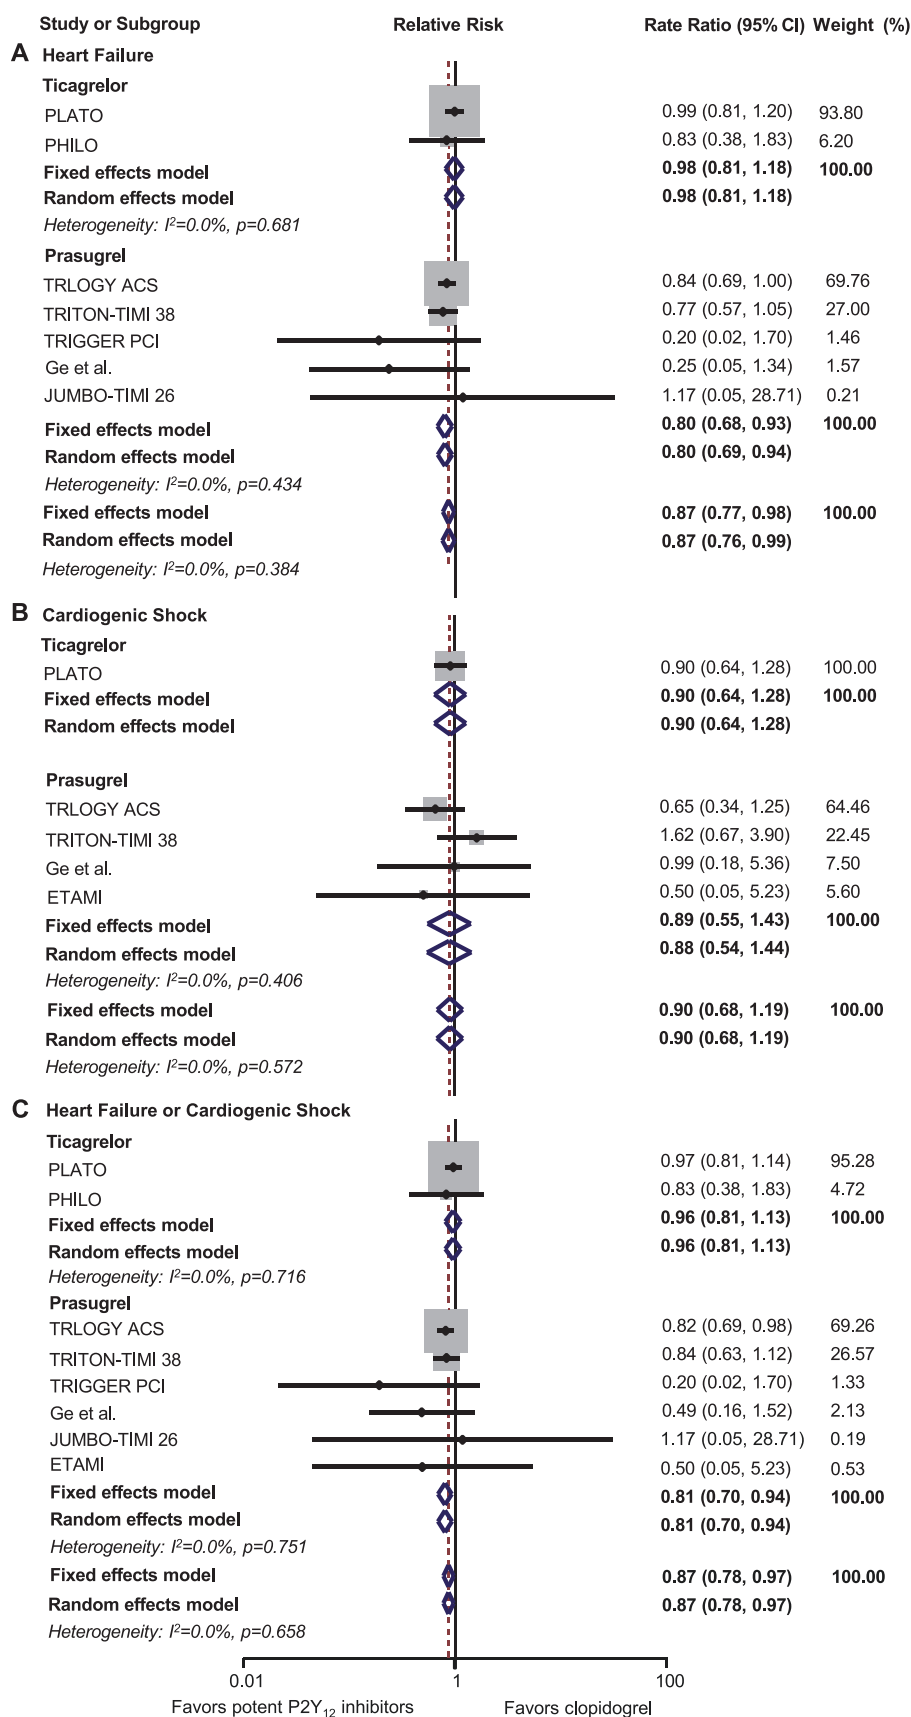 Study or Subgroup Relative Risk Rate Ratio (95% CI) Weight (%)
A Heart Failure
Ticagrelor
PLATO 0.99 (0.81, 1.20) 93.80
PHILO 0.83 (0.38, 1.83) 6.20
Fixed effects model 0.98 (0.81, 1.18) 100.00
Random effects model 0.98 (0.81, 1.18)
Heterogeneity: I²=0.0%, p=0.681
Prasugrel
TRLOGY ACS 0.84 (0.69, 1.00) 69.76
TRITON-TIMI 38 0.77 (0.57, 1.05) 27.00
TRIGGER PCI 0.20 (0.02, 1.70) 1.46
Ge et al. 0.25 (0.05, 1.34) 1.57
JUMBO-TIMI 26 1.17 (0.05, 28.71) 0.21
Fixed effects model 0.80 (0.68, 0.93) 100.00
Random effects model 0.80 (0.69, 0.94)
Heterogeneity: I²=0.0%, p=0.434
Fixed effects model 0.87 (0.77, 0.98) 100.00
Random effects model 0.87 (0.76, 0.99)
Heterogeneity: I²=0.0%, p=0.384
B Cardiogenic Shock
Ticagrelor
PLATO 0.90 (0.64, 1.28) 100.00
Fixed effects model 0.90 (0.64, 1.28) 100.00
Random effects model 0.90 (0.64, 1.28)
Prasugrel
TRLOGY ACS 0.65 (0.34, 1.25) 64.46
TRITON-TIMI 38 1.62 (0.67, 3.90) 22.45
Ge et al. 0.99 (0.18, 5.36) 7.50
ETAMI 0.50 (0.05, 5.23) 5.60
Fixed effects model 0.89 (0.55, 1.43) 100.00
Random effects model 0.88 (0.54, 1.44)
Heterogeneity: I²=0.0%, p=0.406
Fixed effects model 0.90 (0.68, 1.19) 100.00
Random effects model 0.90 (0.68, 1.19)
Heterogeneity: I²=0.0%, p=0.572
C Heart Failure or Cardiogenic Shock
Ticagrelor
PLATO 0.97 (0.81, 1.14) 95.28
PHILO 0.83 (0.38, 1.83) 4.72
Fixed effects model 0.96 (0.81, 1.13) 100.00
Random effects model 0.96 (0.81, 1.13)
Heterogeneity: I²=0.0%, p=0.716
Prasugrel
TRLOGY ACS 0.82 (0.69, 0.98) 69.26
TRITON-TIMI 38 0.84 (0.63, 1.12) 26.57
TRIGGER PCI 0.20 (0.02, 1.70) 1.33
Ge et al. 0.49 (0.16, 1.52) 2.13
JUMBO-TIMI 26 1.17 (0.05, 28.71) 0.19
ETAMI 0.50 (0.05, 5.23) 0.53
Fixed effects model 0.81 (0.70, 0.94) 100.00
Random effects model 0.81 (0.70, 0.94)
Heterogeneity: I²=0.0%, p=0.751
Fixed effects model 0.87 (0.78, 0.97) 100.00
Random effects model 0.87 (0.78, 0.97)
Heterogeneity: I²=0.0%, p=0.658
0.01 1 100
Favors potent P2Y₁₂ inhibitors Favors clopidogrel